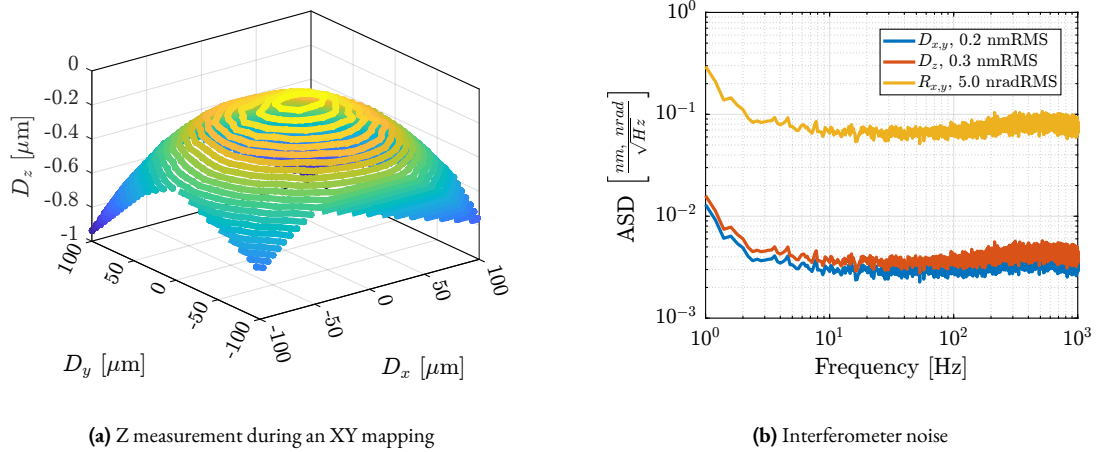 0
-0.2
-0.4
-0.6
-0.8
-1
D_z [μm]
100
50
0
-50
-100
D_y [μm]
-100
-50
0
50
100
D_x [μm]
(a) Z measurement during an XY mapping
10^0
10^-1
10^-2
10^-3
ASD [nm, nrad / √Hz]
D_{x,y}, 0.2 nmRMS
D_z, 0.3 nmRMS
R_{x,y}, 5.0 nradRMS
10^0 10^1 10^2 10^3
Frequency [Hz]
(b) Interferometer noise